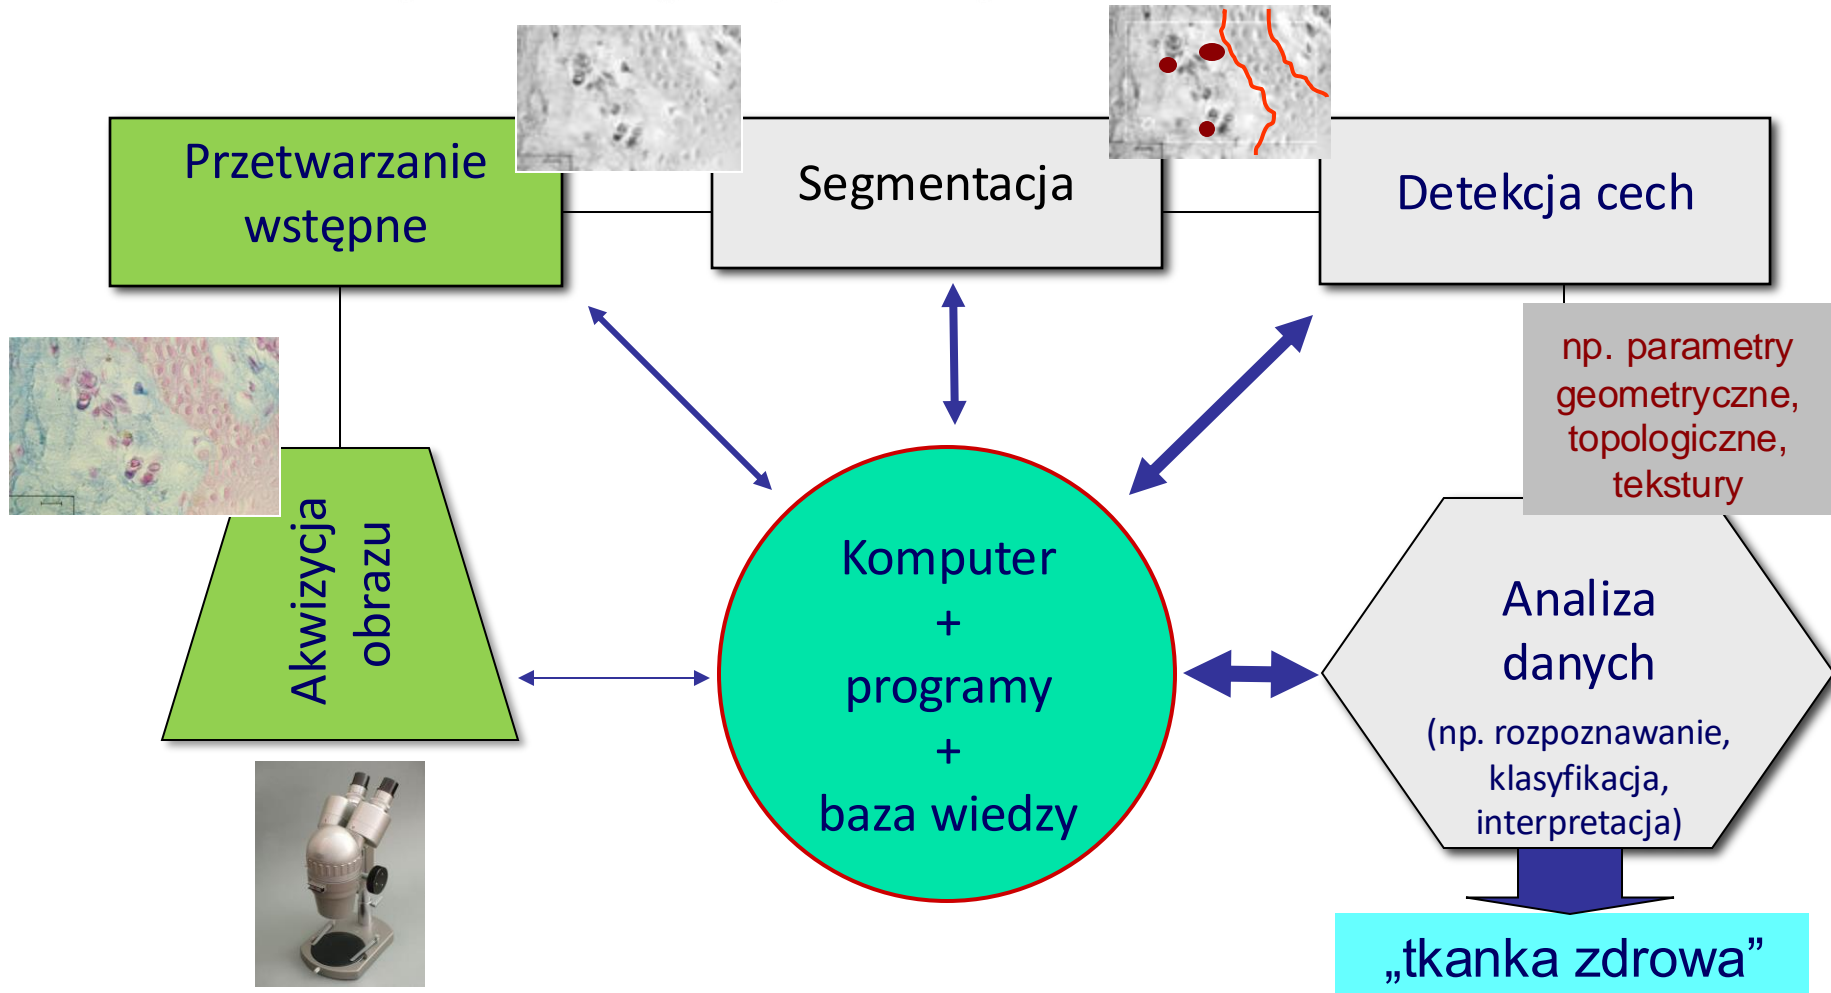 Przetwarzanie
wstępne
Segmentacja
Detekcja cech
np. parametry
geometryczne,
topologiczne,
tekstury
Akwizycja
obrazu
Komputer
+
programy
+
baza wiedzy
Analiza
danych
(np. rozpoznawanie,
klasyfikacja,
interpretacja)
„tkanka zdrowa”